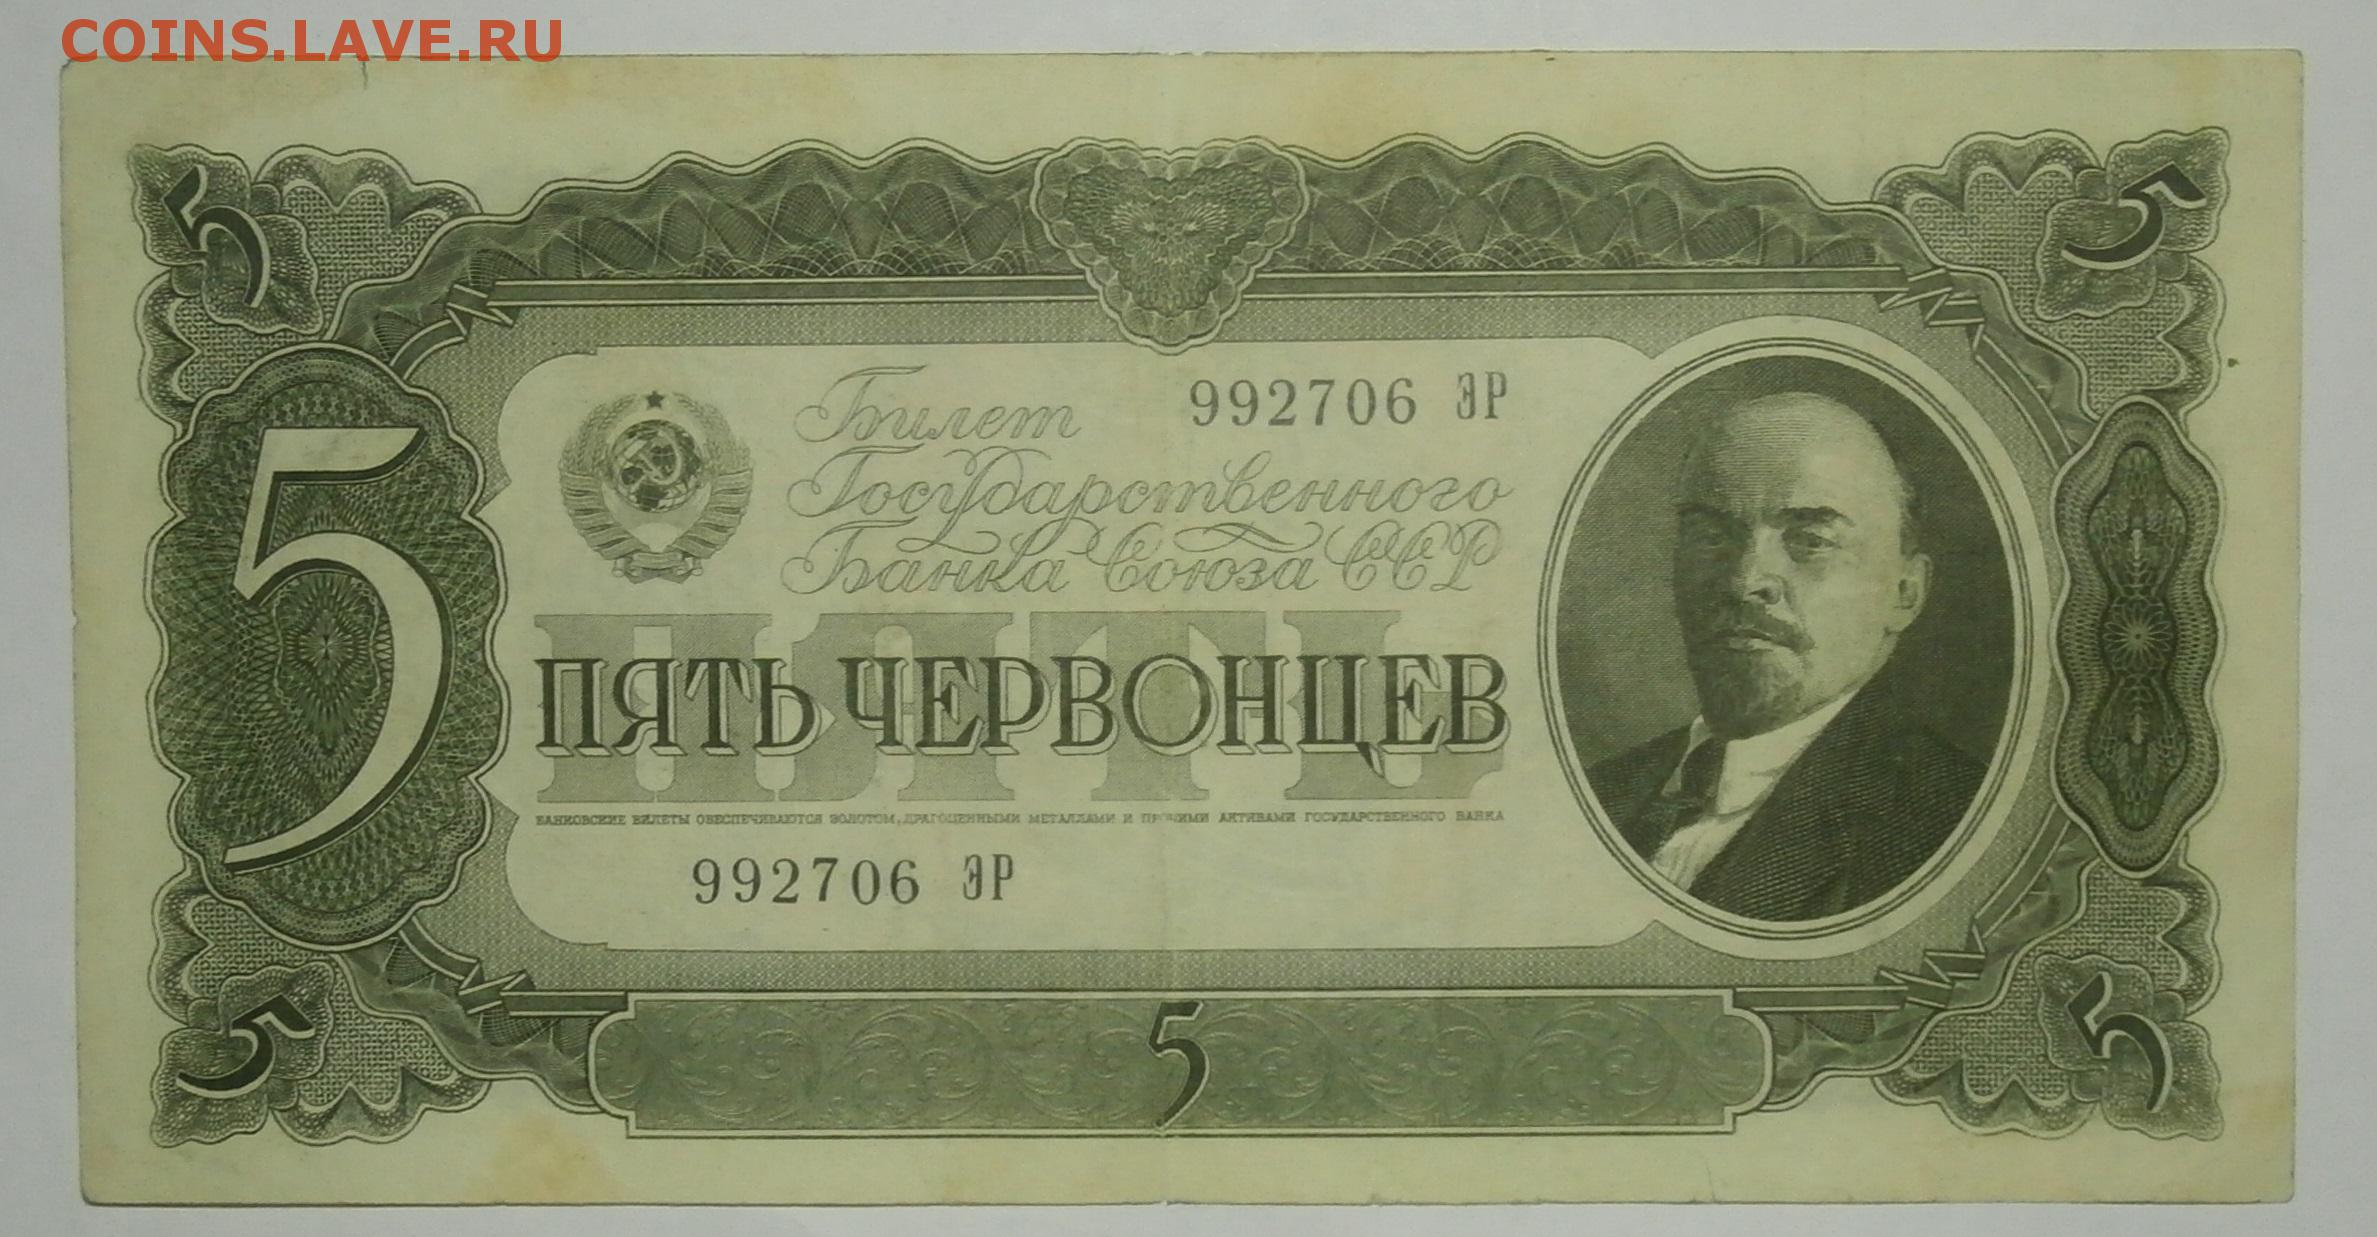 COINS.LAVE.RU
5
5
Билет
992706 ЭР
Государственного
Банка Союза ССР
5
ПЯТЬ
ПЯТЬ ЧЕРВОНЦЕВ
БАНКОВСКИЕ БИЛЕТЫ ОБЕСПЕЧИВАЮТСЯ ЗОЛОТОМ, ДРАГОЦЕННЫМИ МЕТАЛЛАМИ И ПРОЧИМИ АКТИВАМИ ГОСУДАРСТВЕННОГО БАНКА
992706 ЭР
5
5
5